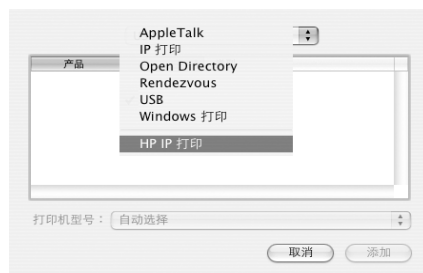 AppleTalk
IP 打印
Open Directory
Rendezvous
USB
Windows 打印
HP IP 打印
产品
打印机型号： 自动选择
取消 添加